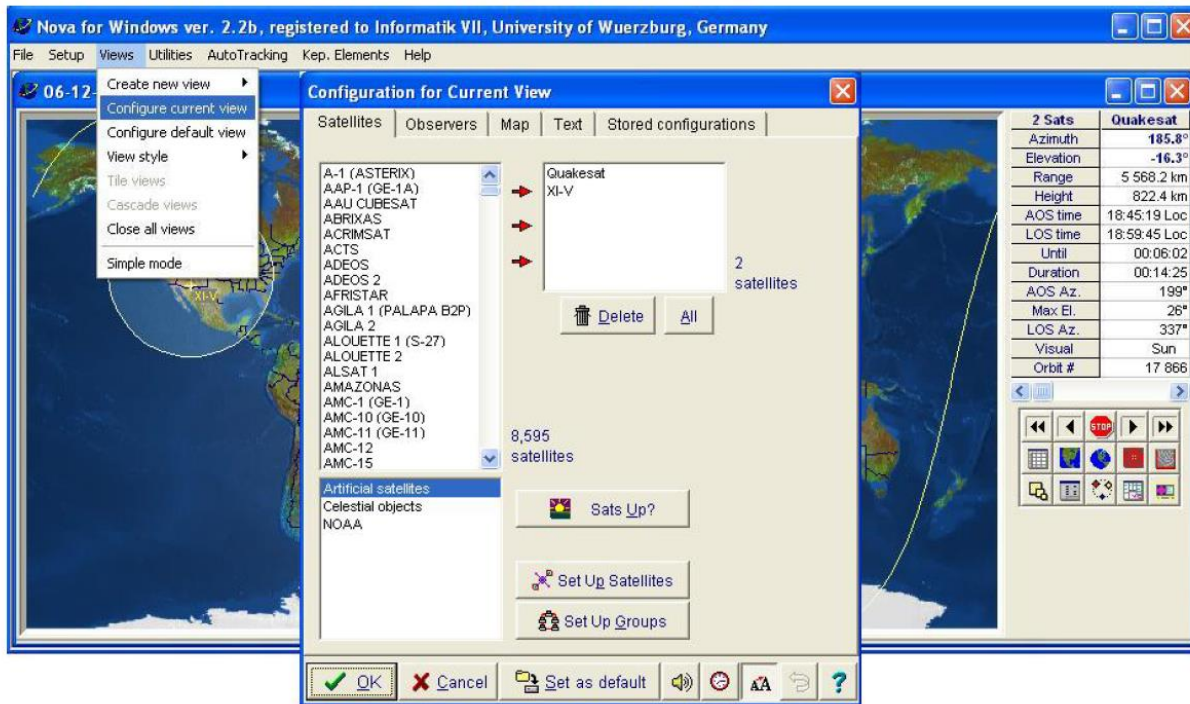 Nova for Windows ver. 2.2b, registered to Informatik VII, University of Wuerzburg, Germany
File Setup Views Utilities AutoTracking Kep. Elements Help
06-12-
Create new view
Configure current view
Configure default view
View style
Tile views
Cascade views
Close all views
Simple mode
XI-V
Configuration for Current View
Satellites Observers Map Text Stored configurations
A-1 (ASTERIX)
AAP-1 (GE-1A)
AAU CUBESAT
ABRIXAS
ACRIMSAT
ACTS
ADEOS
ADEOS 2
AFRISTAR
AGILA 1 (PALAPA B2P)
AGILA 2
ALOUETTE 1 (S-27)
ALOUETTE 2
ALSAT 1
AMAZONAS
AMC-1 (GE-1)
AMC-10 (GE-10)
AMC-11 (GE-11)
AMC-12
AMC-15
8,595
satellites
Quakesat
XI-V
2
satellites
Delete All
Artificial satellites
Celestial objects
NOAA
Sats Up?
Set Up Satellites
Set Up Groups
OK Cancel Set as default AA ?
2 Sats Quakesat
Azimuth 185.8°
Elevation -16.3°
Range 5 568.2 km
Height 822.4 km
AOS time 18:45:19 Loc
LOS time 18:59:45 Loc
Until 00:06:02
Duration 00:14:25
AOS Az. 199°
Max El. 26°
LOS Az. 337°
Visual Sun
Orbit # 17 866
STOP